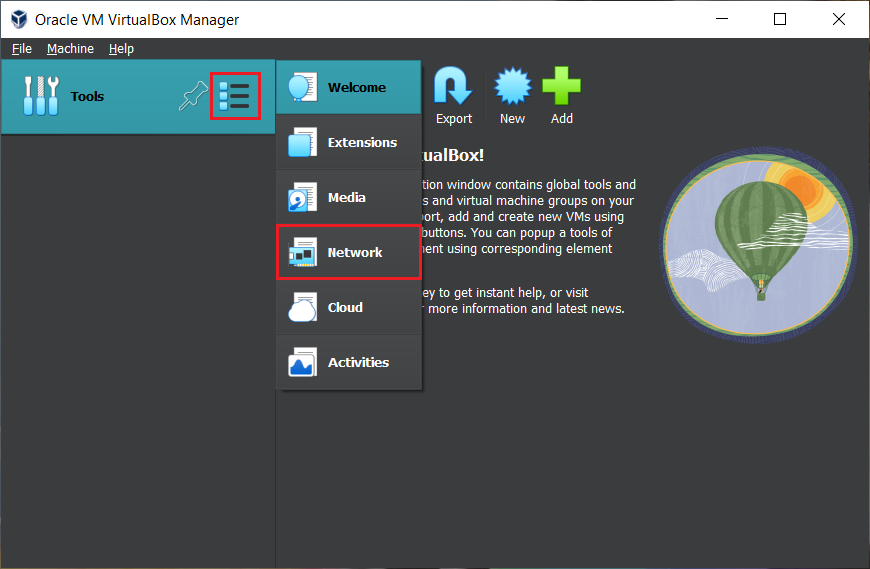 Oracle VM VirtualBox Manager
File Machine Help
Tools
Welcome
Extensions
Media
Network
Cloud
Activities
Export New Add
tualBox!
tion window contains global tools and
s and virtual machine groups on your
port, add and create new VMs using
buttons. You can popup a tools of
ment using corresponding element
ey to get instant help, or visit
r more information and latest news.